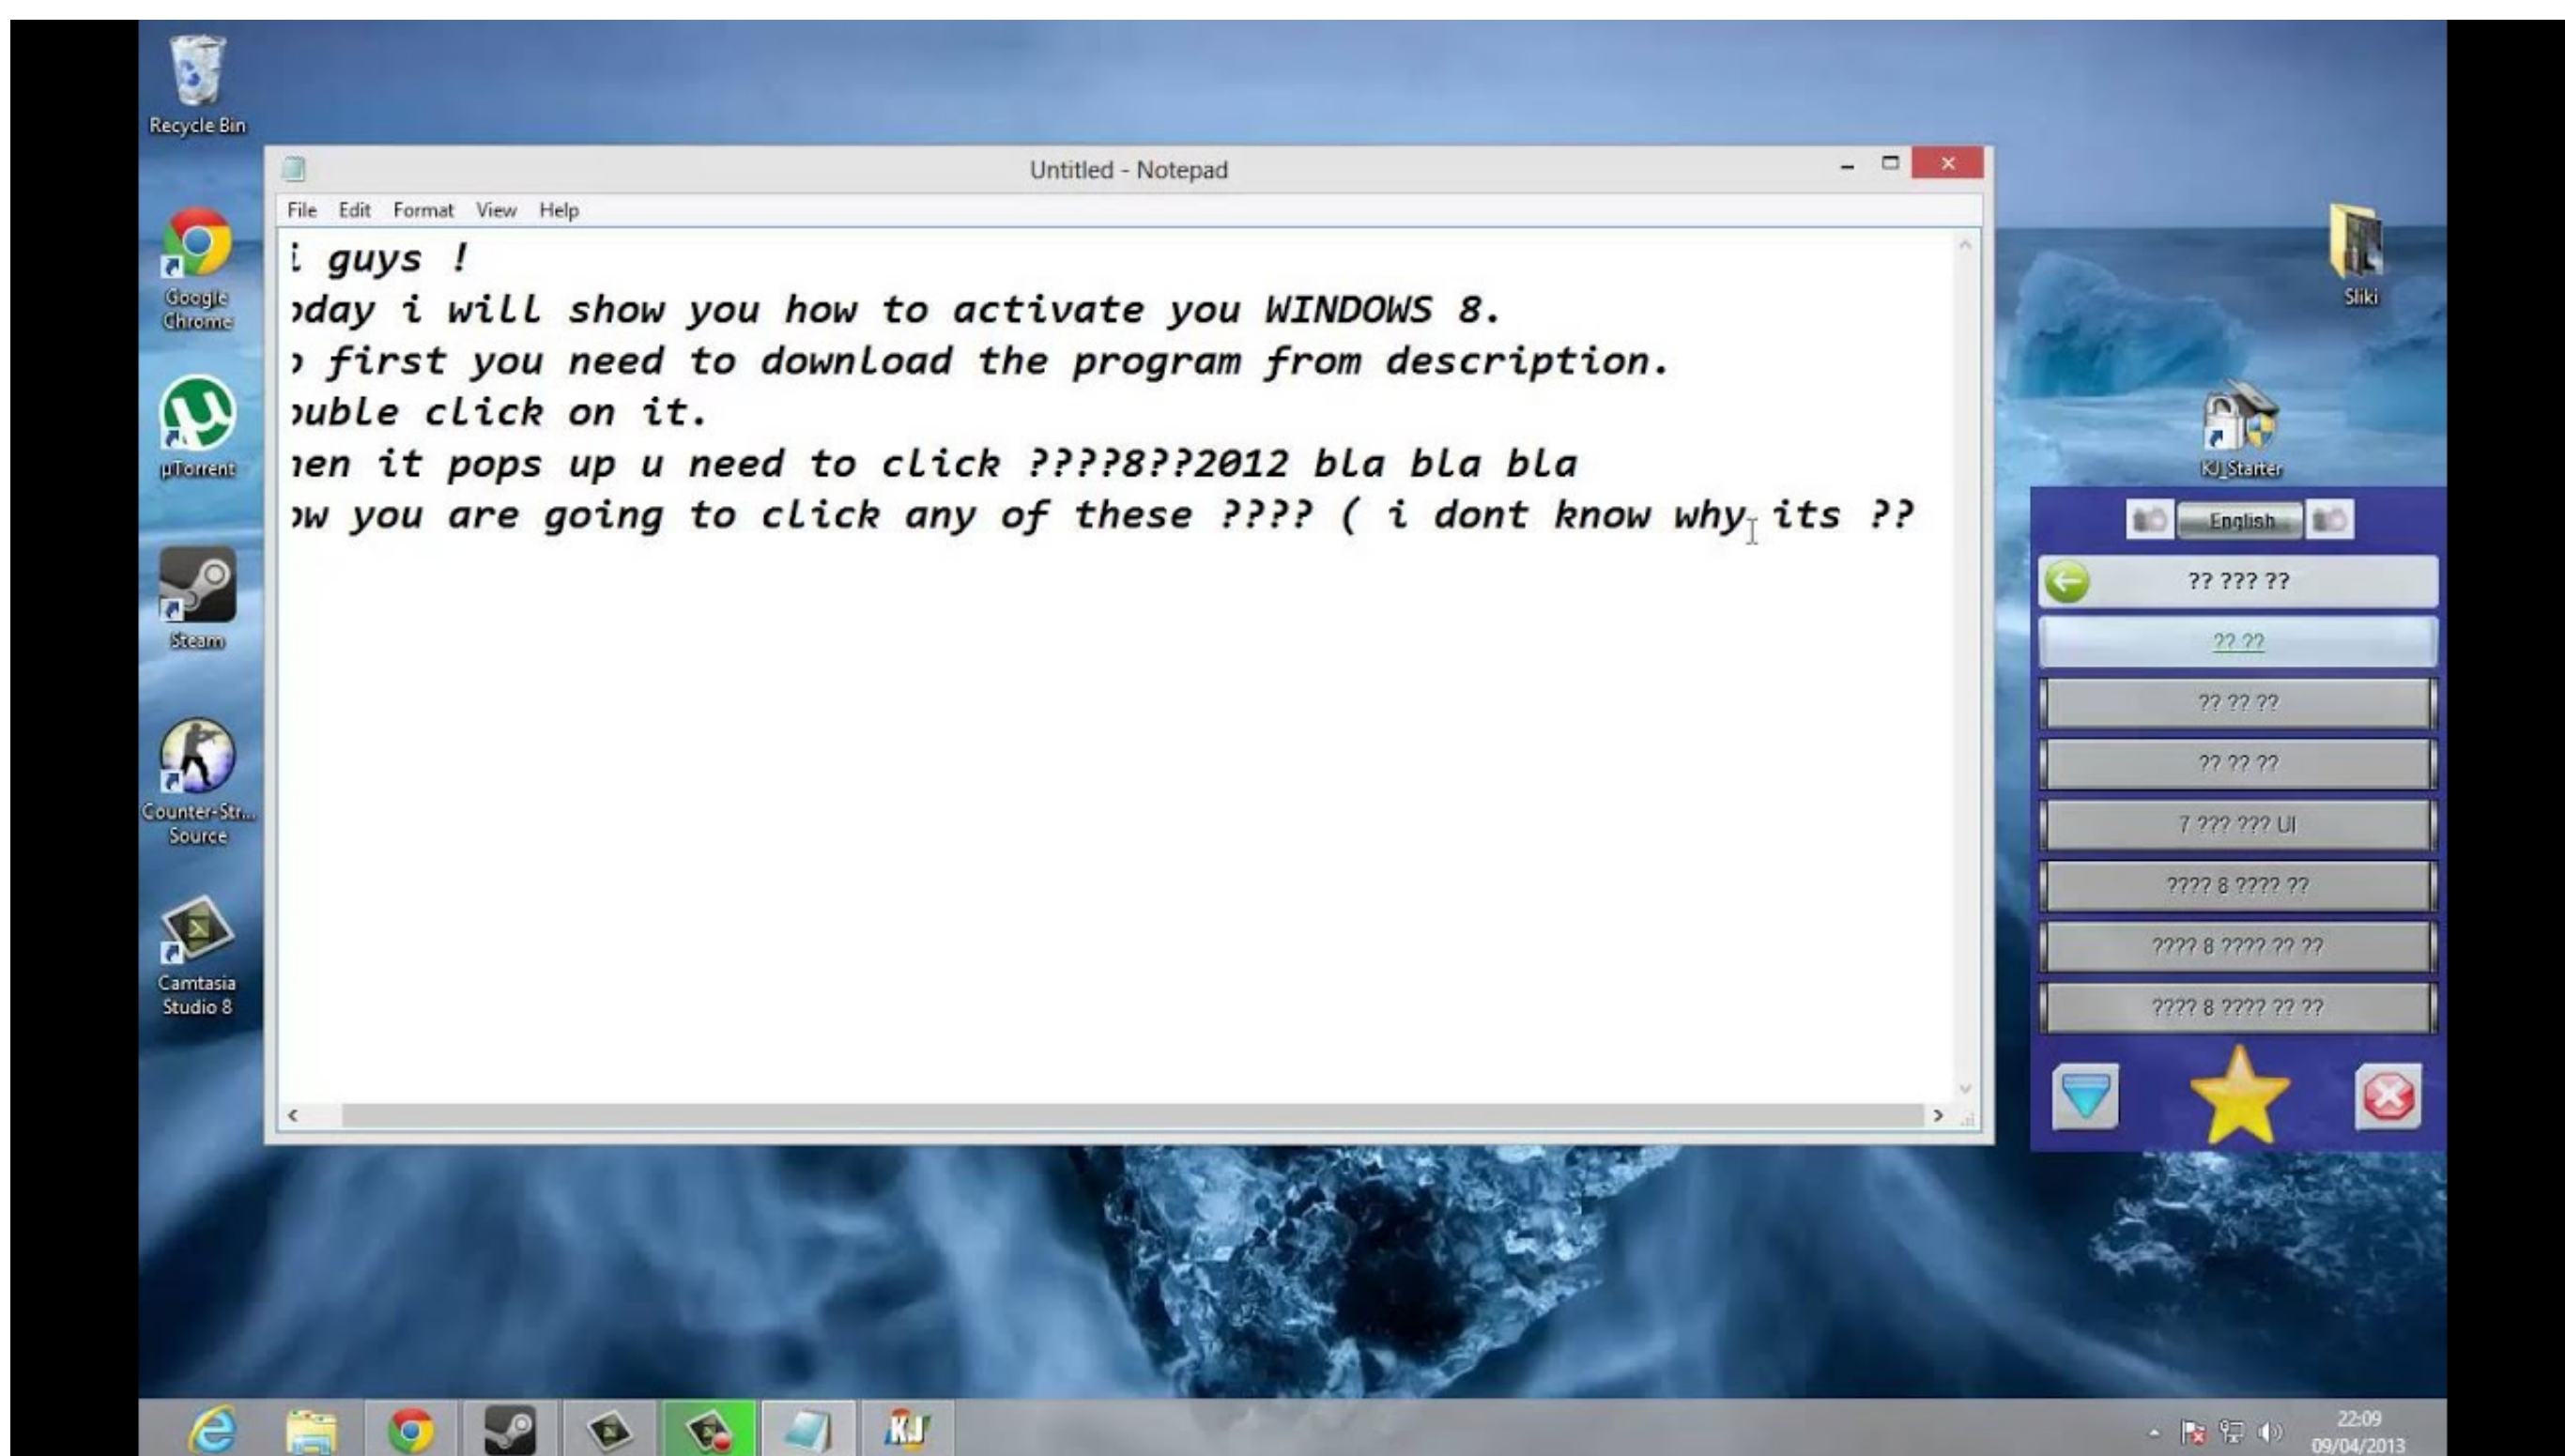 Recycle Bin
Untitled - Notepad
File Edit Format View Help
i guys !
oday i will show you how to activate you WINDOWS 8.
o first you need to download the program from description.
ouble click on it.
hen it pops up u need to click ????8??2012 bla bla bla
ow you are going to click any of these ???? ( i dont know why its ??
Google
Chrome
µTorrent
Steam
Counter-Str...
Source
Camtasia
Studio 8
Sliki
KJ_Starter
English
?? ??? ??
?? ??
?? ?? ??
?? ?? ??
7 ??? ??? UI
???? 8 ???? ??
???? 8 ???? ?? ??
???? 8 ???? ?? ??
KJ
22:09
09/04/2013